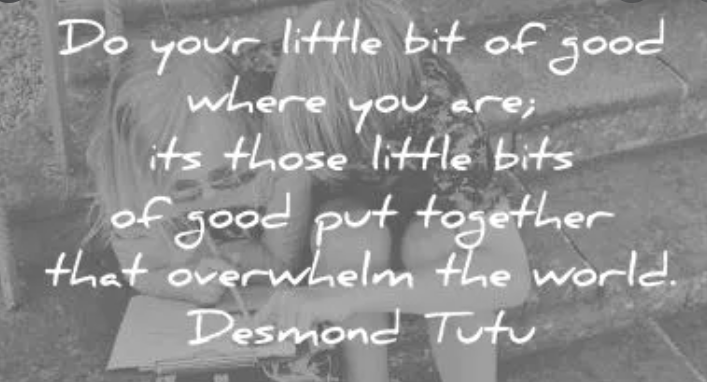 Do your little bit of good
where you are;
its those little bits
of good put together
that overwhelm the world.
Desmond Tutu